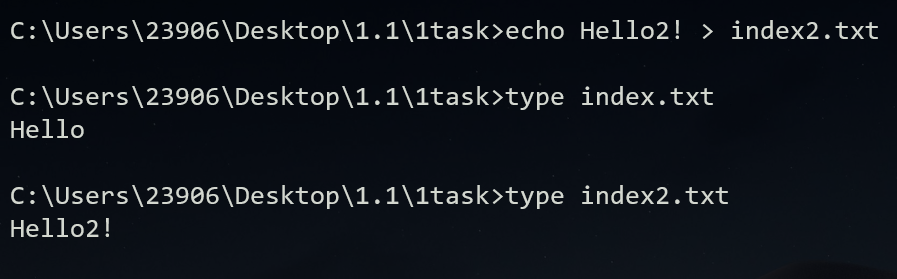 C:\Users\23906\Desktop\1.1\1task>echo Hello2! > index2.txt
C:\Users\23906\Desktop\1.1\1task>type index.txt
Hello
C:\Users\23906\Desktop\1.1\1task>type index2.txt
Hello2!